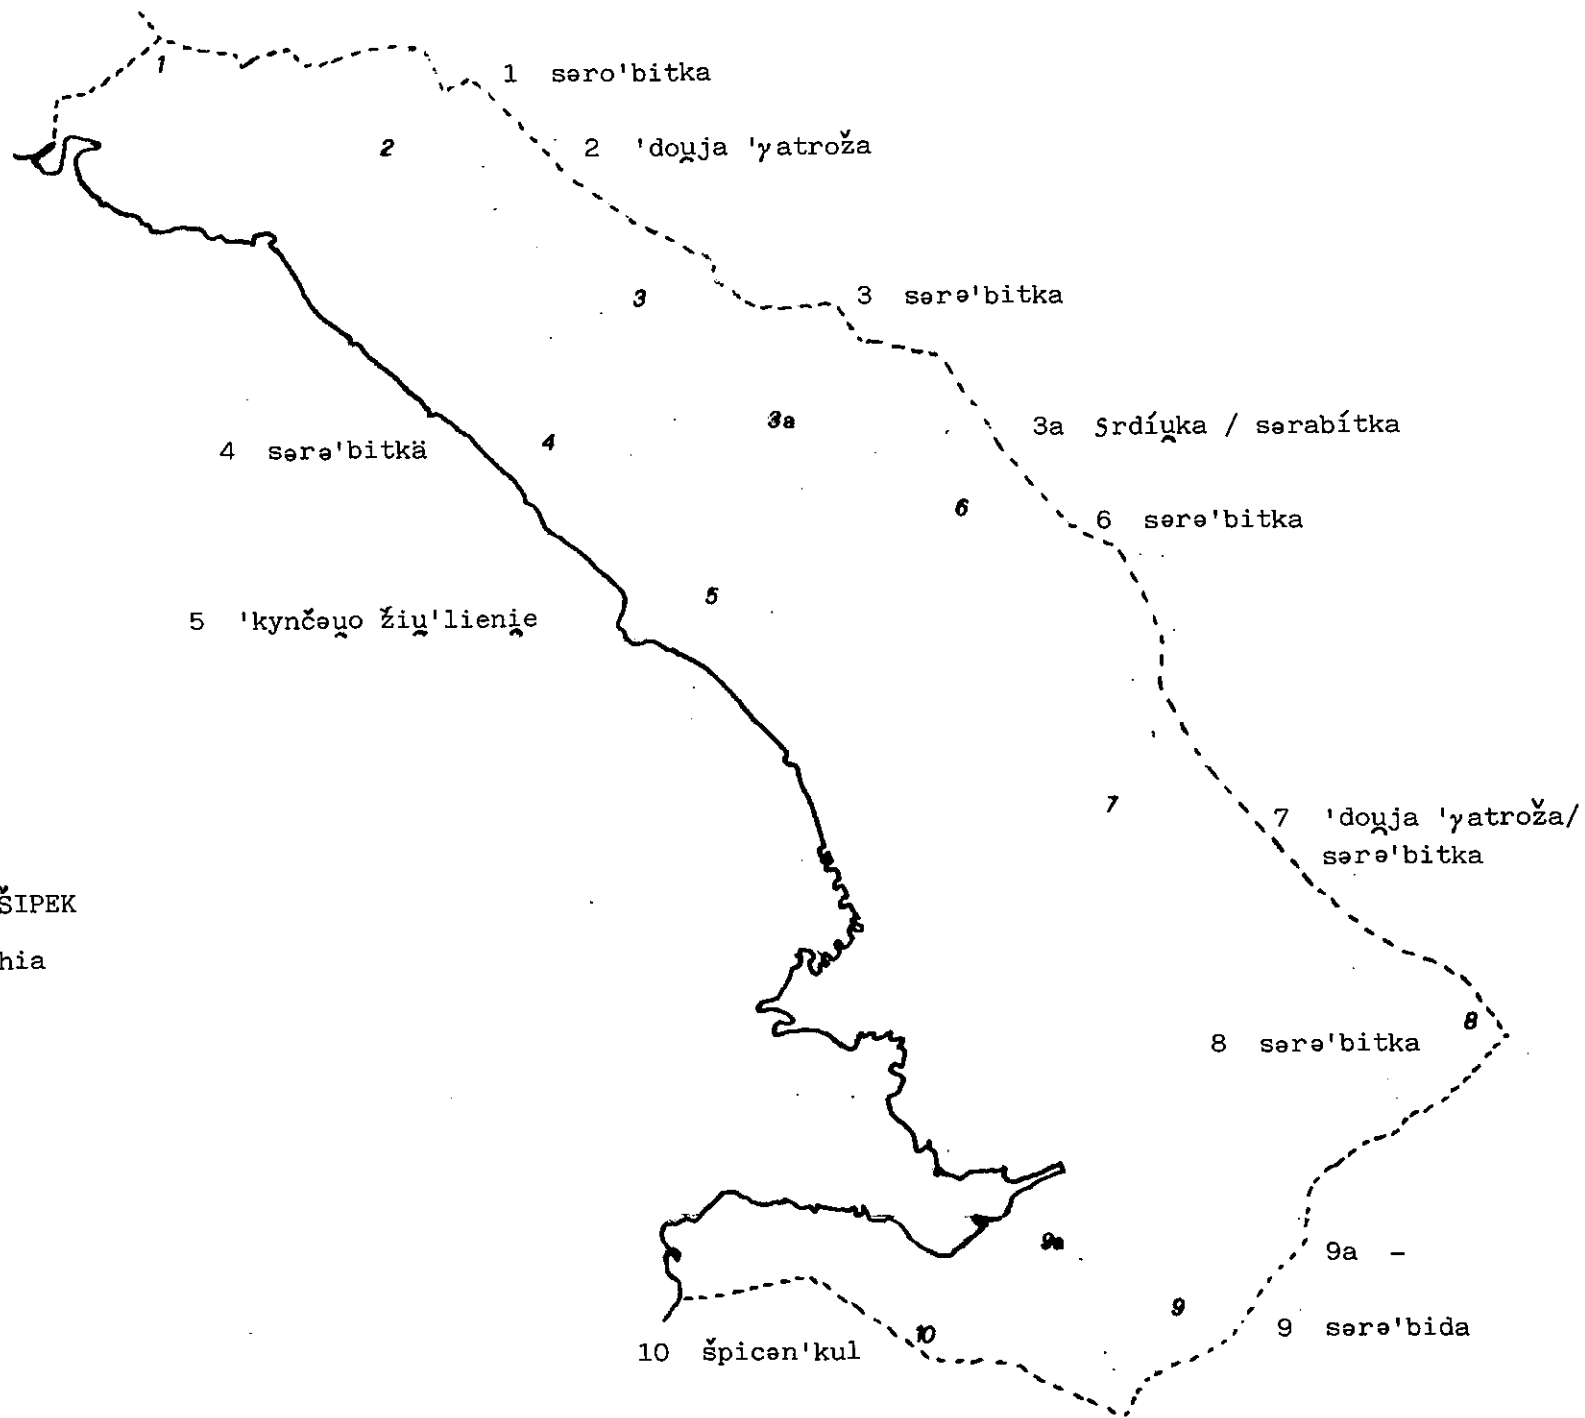 1
1 səro'bitka
2
2 'dou̯ja 'γatroža
3
3 sərə'bitka
3a
3a Srdíu̯ka / sərabítka
4
4 sərə'bitkä
6
6 sərə'bitka
5
5 'kynčəu̯o žiu̯'lieni̯e
7
7 'dou̯ja 'γatroža/
sərə'bitka
ŠIPEK
hia
8
8 sərə'bitka
9a
9a –
9
9 sərə'bida
10
10 špicən'kul